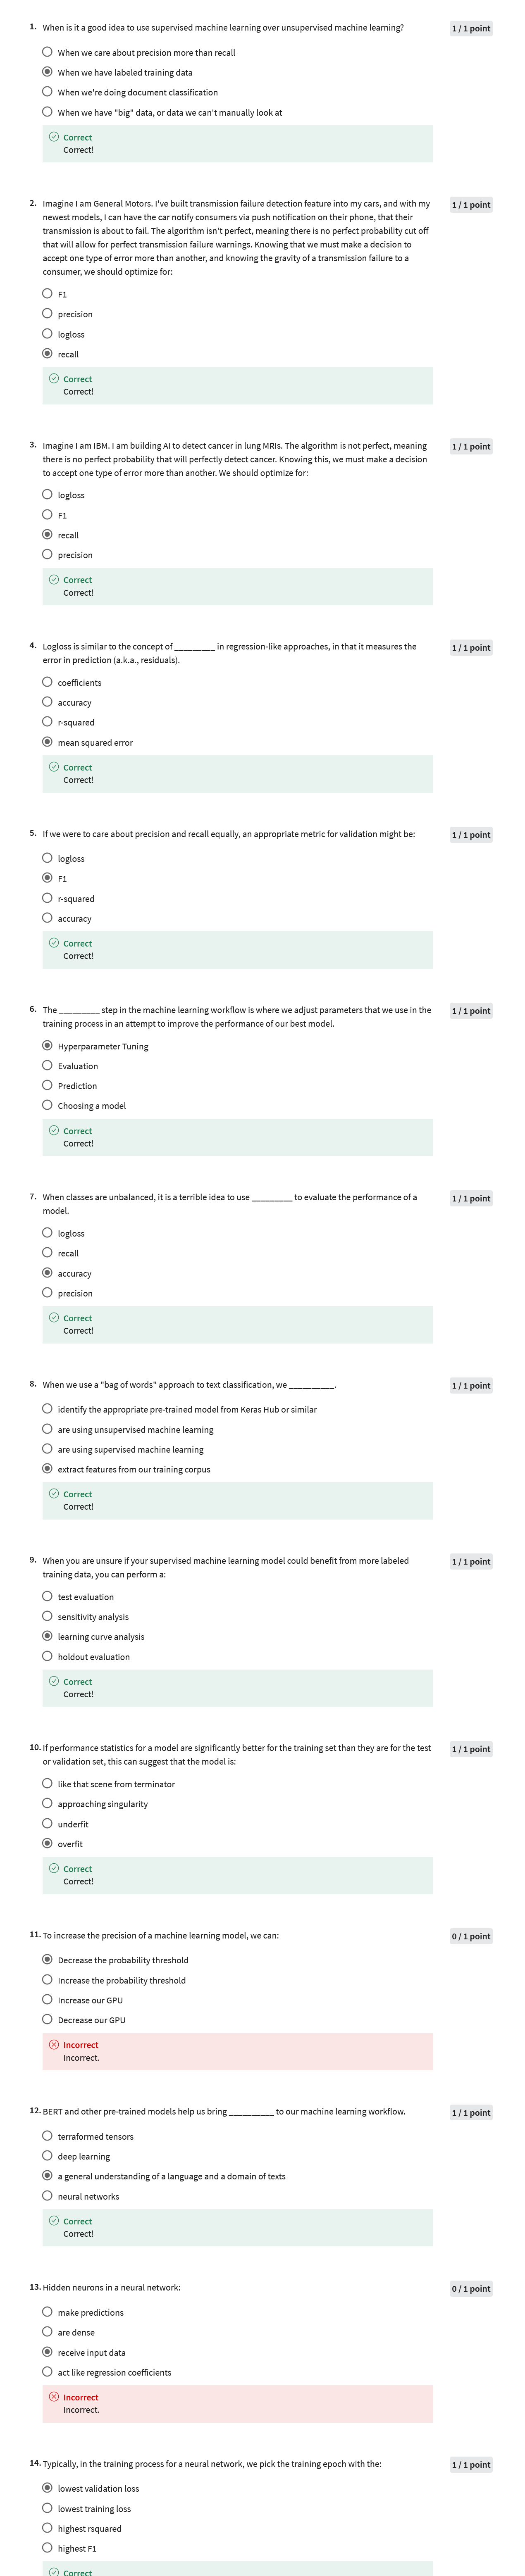 1. When is it a good idea to use supervised machine learning over unsupervised machine learning?
1 / 1 point
When we care about precision more than recall
When we have labeled training data
When we're doing document classification
When we have "big" data, or data we can't manually look at
Correct
Correct!
2. Imagine I am General Motors. I've built transmission failure detection feature into my cars, and with my
1 / 1 point
newest models, I can have the car notify consumers via push notification on their phone, that their
transmission is about to fail. The algorithm isn't perfect, meaning there is no perfect probability cut off
that will allow for perfect transmission failure warnings. Knowing that we must make a decision to
accept one type of error more than another, and knowing the gravity of a transmission failure to a
consumer, we should optimize for:
F1
precision
logloss
recall
Correct
Correct!
3. Imagine I am IBM. I am building AI to detect cancer in lung MRIs. The algorithm is not perfect, meaning
1 / 1 point
there is no perfect probability that will perfectly detect cancer. Knowing this, we must make a decision
to accept one type of error more than another. We should optimize for:
logloss
F1
recall
precision
Correct
Correct!
4. Logloss is similar to the concept of _________ in regression-like approaches, in that it measures the
1 / 1 point
error in prediction (a.k.a., residuals).
coefficients
accuracy
r-squared
mean squared error
Correct
Correct!
5. If we were to care about precision and recall equally, an appropriate metric for validation might be:
1 / 1 point
logloss
F1
r-squared
accuracy
Correct
Correct!
6. The _________ step in the machine learning workflow is where we adjust parameters that we use in the
1 / 1 point
training process in an attempt to improve the performance of our best model.
Hyperparameter Tuning
Evaluation
Prediction
Choosing a model
Correct
Correct!
7. When classes are unbalanced, it is a terrible idea to use _________ to evaluate the performance of a
1 / 1 point
model.
logloss
recall
accuracy
precision
Correct
Correct!
8. When we use a "bag of words" approach to text classification, we __________.
1 / 1 point
identify the appropriate pre-trained model from Keras Hub or similar
are using unsupervised machine learning
are using supervised machine learning
extract features from our training corpus
Correct
Correct!
9. When you are unsure if your supervised machine learning model could benefit from more labeled
1 / 1 point
training data, you can perform a:
test evaluation
sensitivity analysis
learning curve analysis
holdout evaluation
Correct
Correct!
10. If performance statistics for a model are significantly better for the training set than they are for the test
1 / 1 point
or validation set, this can suggest that the model is:
like that scene from terminator
approaching singularity
underfit
overfit
Correct
Correct!
11. To increase the precision of a machine learning model, we can:
0 / 1 point
Decrease the probability threshold
Increase the probability threshold
Increase our GPU
Decrease our GPU
Incorrect
Incorrect.
12. BERT and other pre-trained models help us bring __________ to our machine learning workflow.
1 / 1 point
terraformed tensors
deep learning
a general understanding of a language and a domain of texts
neural networks
Correct
Correct!
13. Hidden neurons in a neural network:
0 / 1 point
make predictions
are dense
receive input data
act like regression coefficients
Incorrect
Incorrect.
14. Typically, in the training process for a neural network, we pick the training epoch with the:
1 / 1 point
lowest validation loss
lowest training loss
highest rsquared
highest F1
Correct